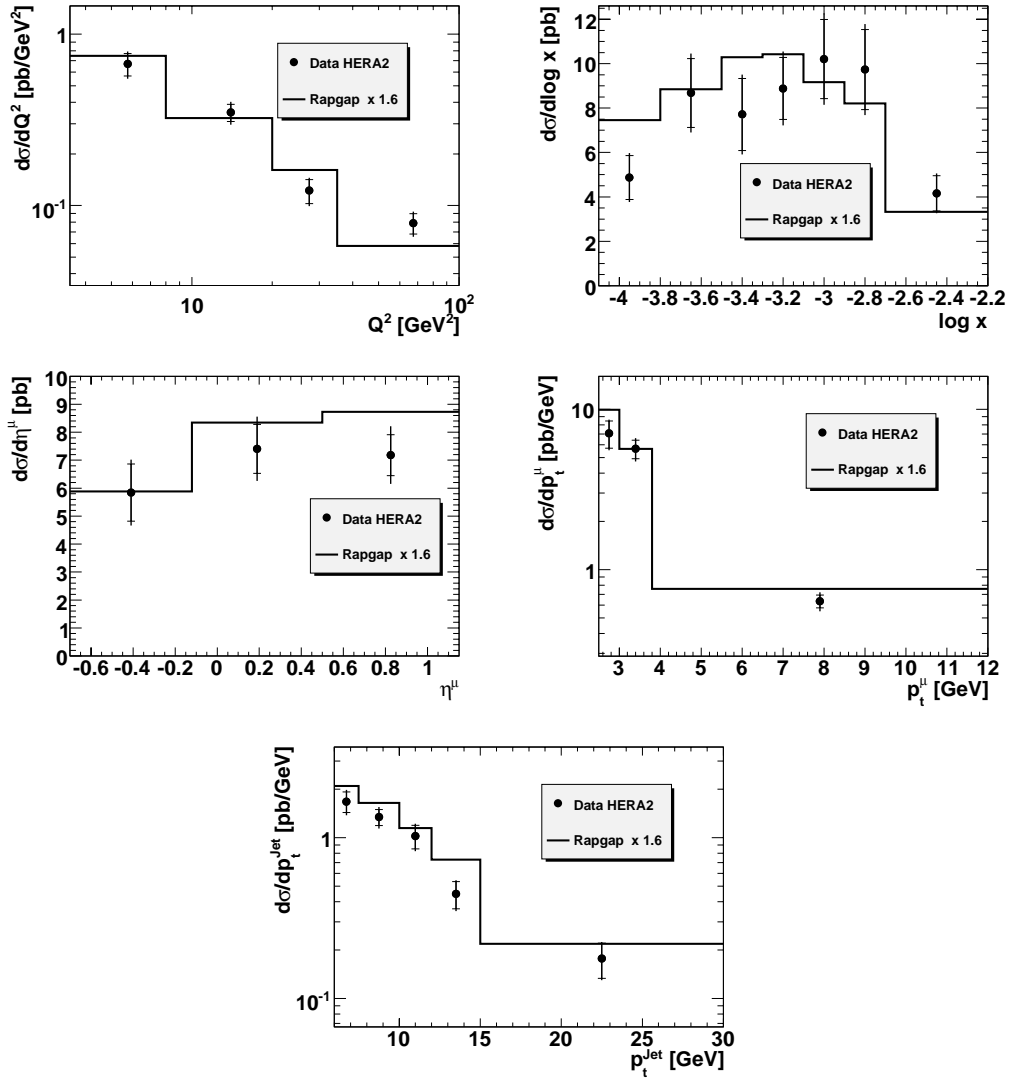 dσ/dQ² [pb/GeV²]
1
10⁻¹
Data HERA2
Rapgap x 1.6
10
10²
Q² [GeV²]
dσ/dlog x [pb]
12
10
8
6
4
2
0
Data HERA2
Rapgap x 1.6
-4 -3.8 -3.6 -3.4 -3.2 -3 -2.8 -2.6 -2.4 -2.2
log x
dσ/dη^μ [pb]
10
9
8
7
6
5
4
3
2
1
0
Data HERA2
Rapgap x 1.6
-0.6 -0.4 -0.2 0 0.2 0.4 0.6 0.8 1
η^μ
dσ/dp_t^μ [pb/GeV]
10
1
Data HERA2
Rapgap x 1.6
3 4 5 6 7 8 9 10 11 12
p_t^μ [GeV]
dσ/dp_t^Jet [pb/GeV]
1
10⁻¹
Data HERA2
Rapgap x 1.6
10 15 20 25 30
p_t^Jet [GeV]